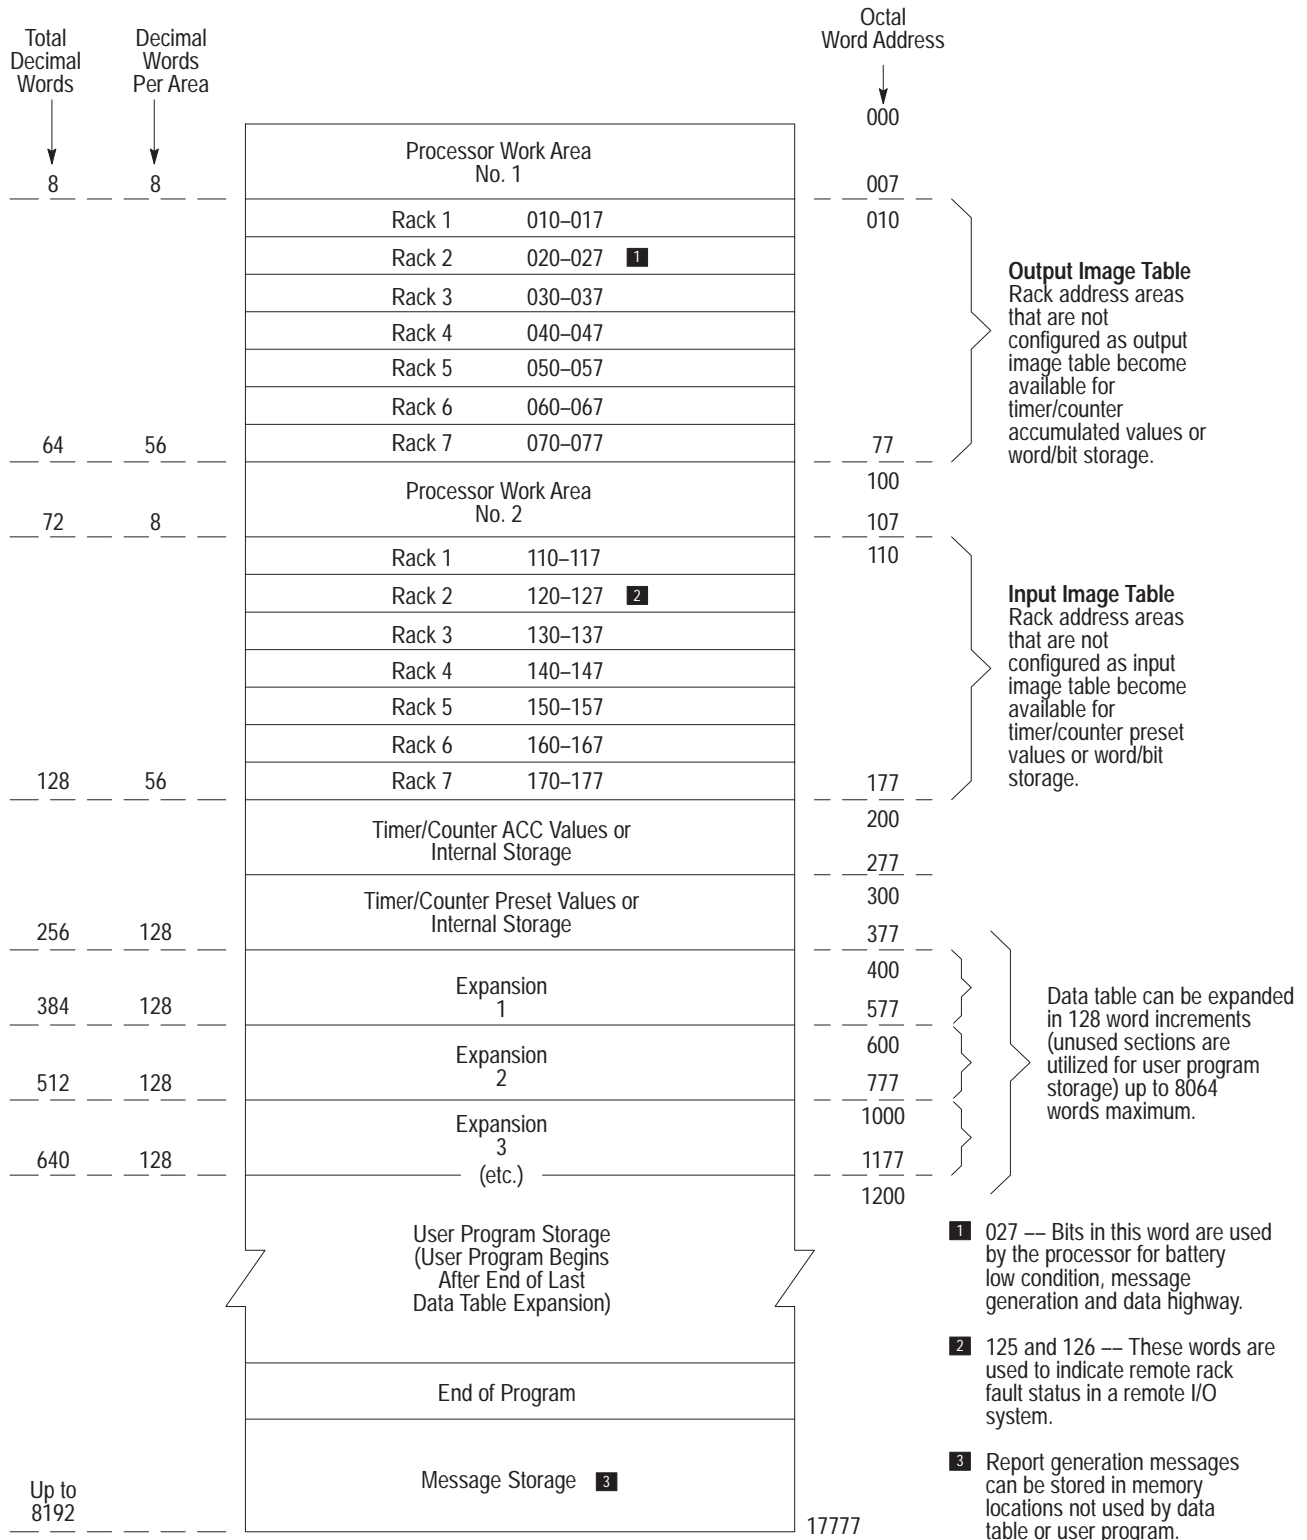 Octal
Word Address
Total
Decimal
Words
Decimal
Words
Per Area
000
Processor Work Area
No. 1
8
8
007
Rack 1 010–017
010
Rack 2 020–027 1
Rack 3 030–037
Rack 4 040–047
Rack 5 050–057
Rack 6 060–067
Rack 7 070–077
64
56
77
Output Image Table
Rack address areas
that are not
configured as output
image table become
available for
timer/counter
accumulated values or
word/bit storage.
100
Processor Work Area
No. 2
72
8
107
Rack 1 110–117
110
Rack 2 120–127 2
Rack 3 130–137
Rack 4 140–147
Rack 5 150–157
Rack 6 160–167
Rack 7 170–177
128
56
177
Input Image Table
Rack address areas
that are not
configured as input
image table become
available for
timer/counter preset
values or word/bit
storage.
200
Timer/Counter ACC Values or
Internal Storage
277
300
Timer/Counter Preset Values or
Internal Storage
256
128
377
400
Expansion
1
384
128
577
600
Expansion
2
512
128
777
1000
Expansion
3
640
128
1177
(etc.)
1200
Data table can be expanded
in 128 word increments
(unused sections are
utilized for user program
storage) up to 8064
words maximum.
User Program Storage
(User Program Begins
After End of Last
Data Table Expansion)
End of Program
Message Storage 3
Up to
8192
17777
1 027 –– Bits in this word are used
by the processor for battery
low condition, message
generation and data highway.
2 125 and 126 –– These words are
used to indicate remote rack
fault status in a remote I/O
system.
3 Report generation messages
can be stored in memory
locations not used by data
table or user program.